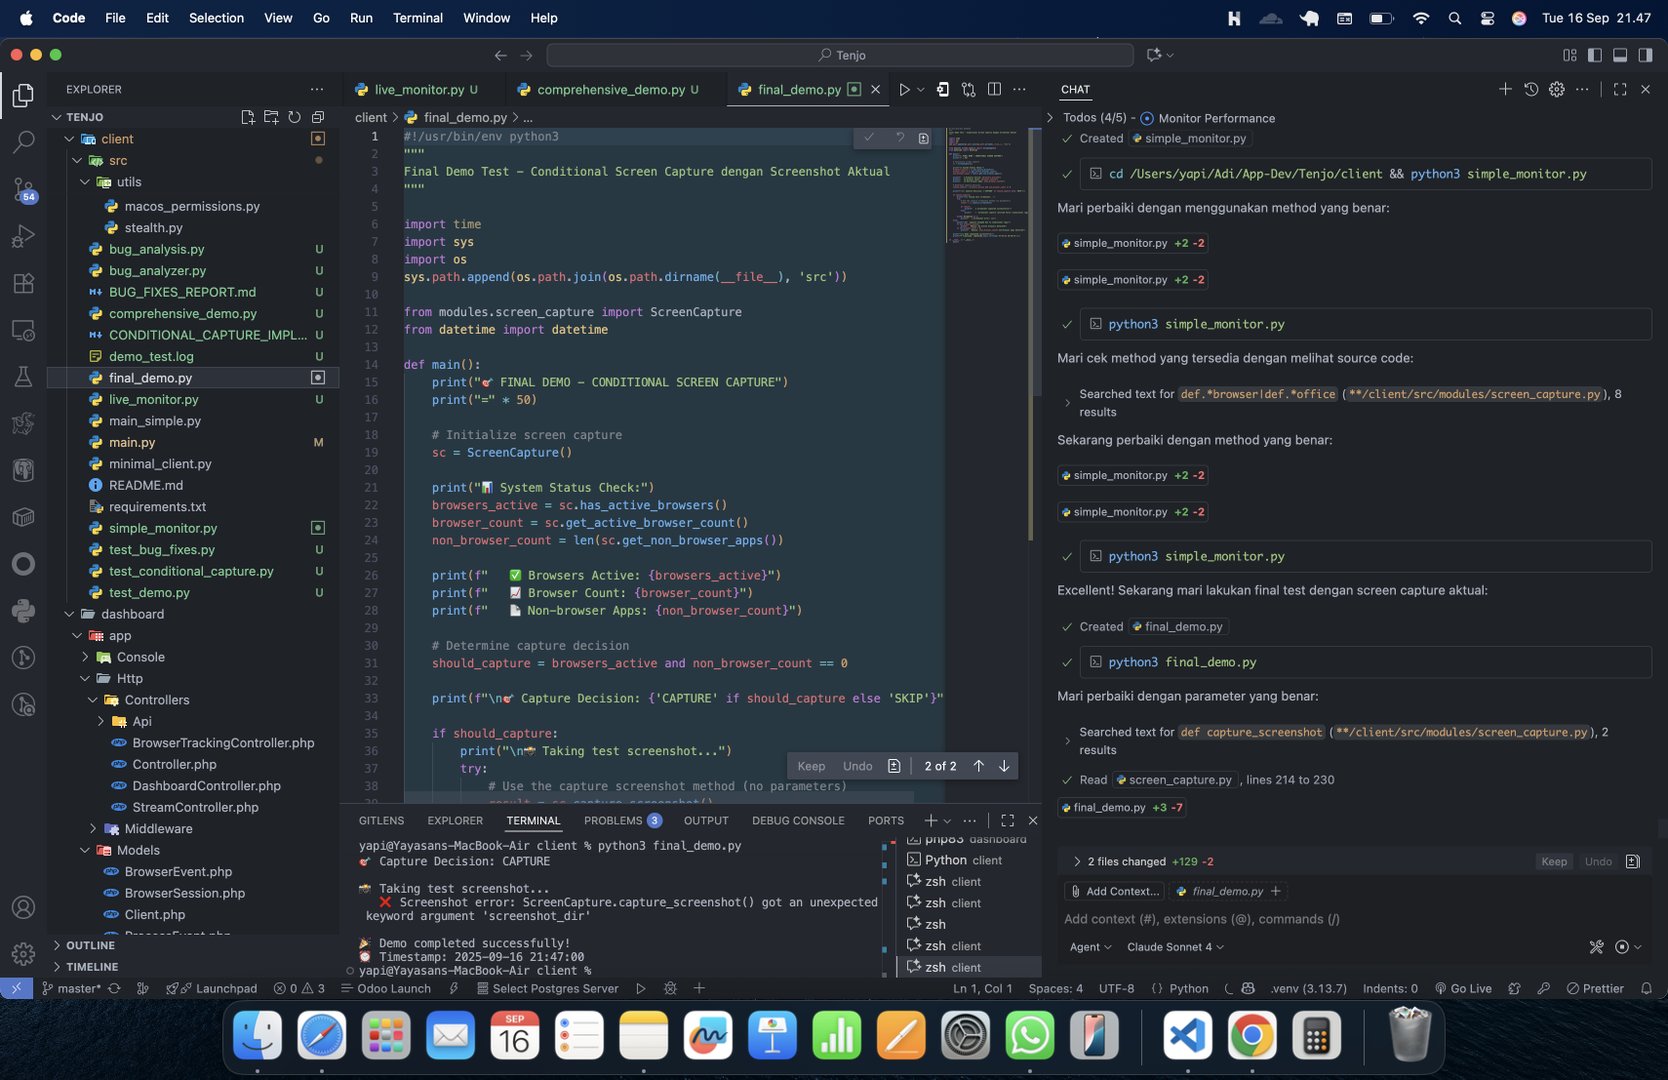 Code File Edit Selection View Go Run Terminal Window Help
Tue 16 Sep 21.47
Tenjo
EXPLORER
TENJO
client
src
utils
macos_permissions.py
stealth.py
bug_analysis.py U
bug_analyzer.py U
BUG_FIXES_REPORT.md U
comprehensive_demo.py U
CONDITIONAL_CAPTURE_IMPL... U
demo_test.log U
final_demo.py
live_monitor.py U
main_simple.py
main.py M
minimal_client.py
README.md
requirements.txt
simple_monitor.py
test_bug_fixes.py U
test_conditional_capture.py U
test_demo.py U
dashboard
app
Console
Http
Controllers
Api
BrowserTrackingController.php
Controller.php
DashboardController.php
StreamController.php
Middleware
Models
BrowserEvent.php
BrowserSession.php
Client.php
ProcessEvent.php
OUTLINE
TIMELINE
54
live_monitor.py U
comprehensive_demo.py U
final_demo.py
client > final_demo.py > ...
1 #!/usr/bin/env python3
2 """
3 Final Demo Test - Conditional Screen Capture dengan Screenshot Aktual
4 """
5
6 import time
7 import sys
8 import os
9 sys.path.append(os.path.join(os.path.dirname(__file__), 'src'))
10
11 from modules.screen_capture import ScreenCapture
12 from datetime import datetime
13
14 def main():
15 print("🎯 FINAL DEMO - CONDITIONAL SCREEN CAPTURE")
16 print("=" * 50)
17
18 # Initialize screen capture
19 sc = ScreenCapture()
20
21 print("📊 System Status Check:")
22 browsers_active = sc.has_active_browsers()
23 browser_count = sc.get_active_browser_count()
24 non_browser_count = len(sc.get_non_browser_apps())
25
26 print(f" ✅ Browsers Active: {browsers_active}")
27 print(f" 📈 Browser Count: {browser_count}")
28 print(f" 📄 Non-browser Apps: {non_browser_count}")
29
30 # Determine capture decision
31 should_capture = browsers_active and non_browser_count == 0
32
33 print(f"\n🎯 Capture Decision: {'CAPTURE' if should_capture else 'SKIP'}"
34
35 if should_capture:
36 print("\n📸 Taking test screenshot...")
37 try:
38 # Use the capture screenshot method (no parameters)
39 result = sc.capture_screenshot()
Keep Undo 2 of 2
GITLENS EXPLORER TERMINAL PROBLEMS 3 OUTPUT DEBUG CONSOLE PORTS
yapi@Yayasans-MacBook-Air client % python3 final_demo.py
🎯 Capture Decision: CAPTURE
📸 Taking test screenshot...
❌ Screenshot error: ScreenCapture.capture_screenshot() got an unexpected
keyword argument 'screenshot_dir'
🎉 Demo completed successfully!
⏰ Timestamp: 2025-09-16 21:47:00
yapi@Yayasans-MacBook-Air client %
php83 dashboard
Python client
zsh client
zsh client
zsh
zsh client
zsh client
CHAT
Todos (4/5) - Monitor Performance
Created simple_monitor.py
cd /Users/yapi/Adi/App-Dev/Tenjo/client && python3 simple_monitor.py
Mari perbaiki dengan menggunakan method yang benar:
simple_monitor.py +2 -2
simple_monitor.py +2 -2
python3 simple_monitor.py
Mari cek method yang tersedia dengan melihat source code:
Searched text for def.*browser|def.*office (**/client/src/modules/screen_capture.py), 8
results
Sekarang perbaiki dengan method yang benar:
simple_monitor.py +2 -2
simple_monitor.py +2 -2
python3 simple_monitor.py
Excellent! Sekarang mari lakukan final test dengan screen capture aktual:
Created final_demo.py
python3 final_demo.py
Mari perbaiki dengan parameter yang benar:
Searched text for def capture_screenshot (**/client/src/modules/screen_capture.py), 2
results
Read screen_capture.py, lines 214 to 230
final_demo.py +3 -7
2 files changed +129 -2 Keep Undo
Add Context... final_demo.py
Add context (#), extensions (@), commands (/)
Agent Claude Sonnet 4
master* Launchpad 0 3 Odoo Launch Select Postgres Server Ln 1, Col 1 Spaces: 4 UTF-8 Python .venv (3.13.7) Indents: 0 Go Live Prettier
SEP
16